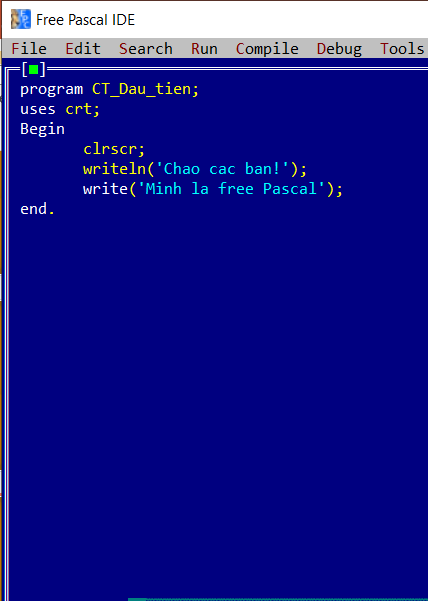 Free Pascal IDE
File Edit Search Run Compile Debug Tools
program CT_Dau_tien;
uses crt;
Begin
clrscr;
writeln('Chao cac ban!');
write('Minh la free Pascal');
end.